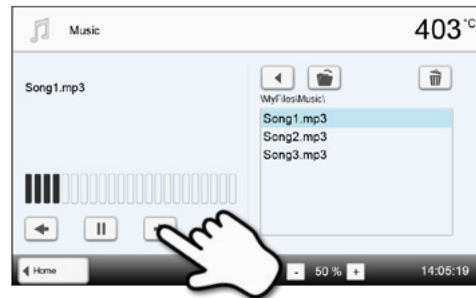 Music
403 °C
Song1.mp3
\MyFiles\Music\
Song1.mp3
Song2.mp3
Song3.mp3
Home
- 50 % +
14:05:19